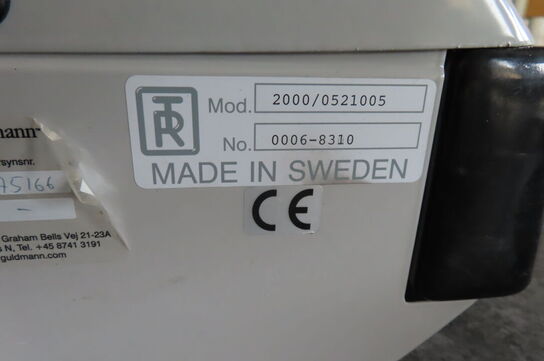 mann™
rsynsnr.
75166
-
Graham Bells Vej 21-23A
s N, Tel. +45 8741 3191
guldmann.com
TR
Mod. 2000/0521005
No. 0006-8310
MADE IN SWEDEN
CE